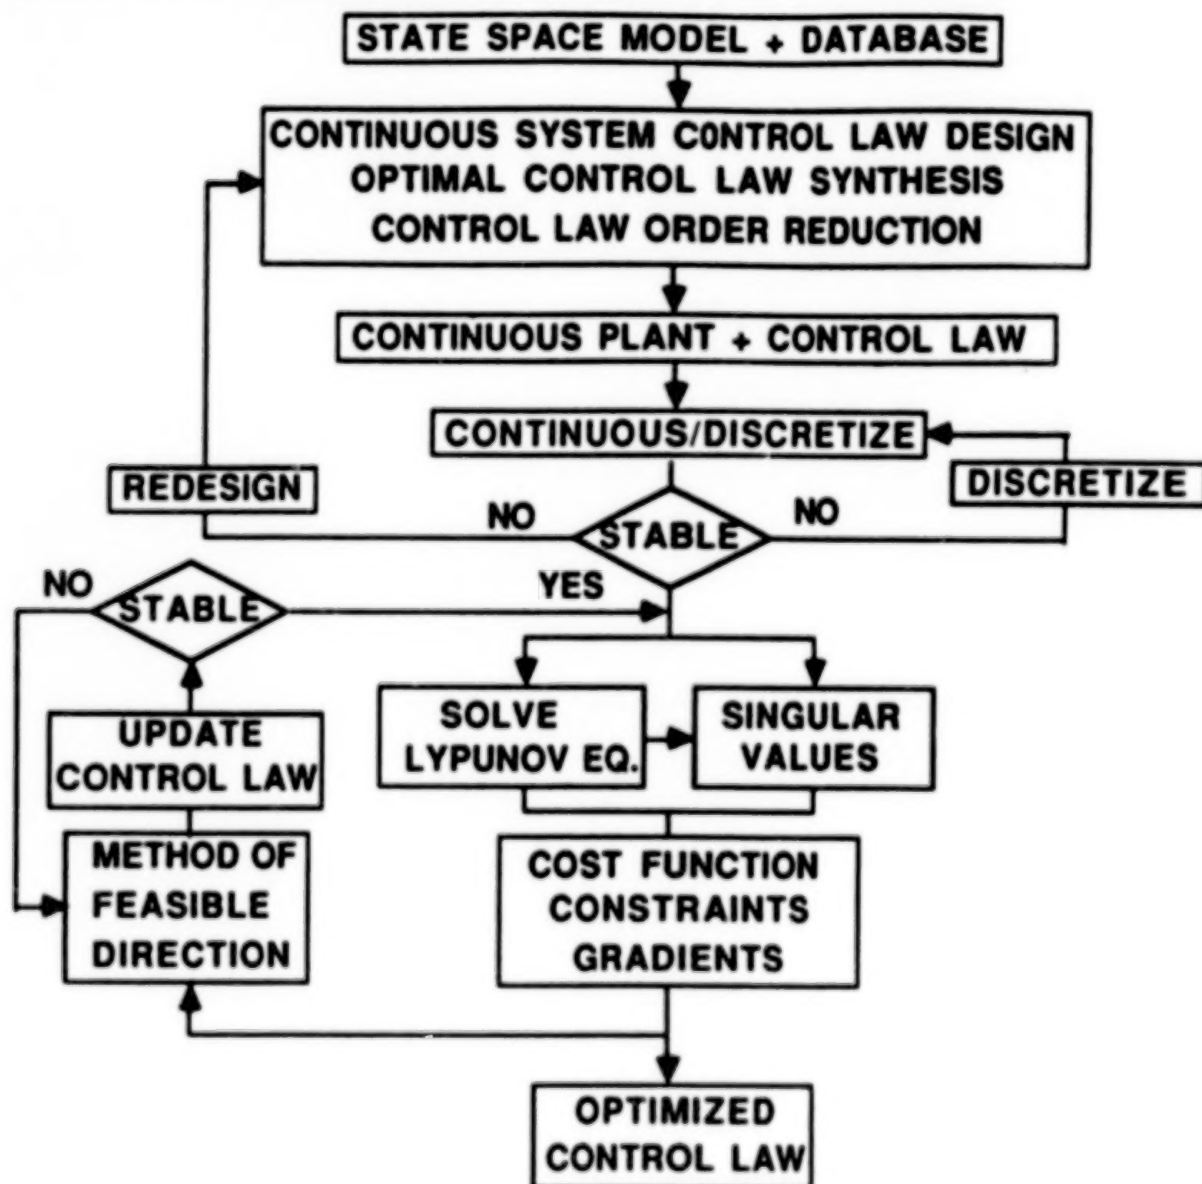 STATE SPACE MODEL + DATABASE
CONTINUOUS SYSTEM CONTROL LAW DESIGN
OPTIMAL CONTROL LAW SYNTHESIS
CONTROL LAW ORDER REDUCTION
CONTINUOUS PLANT + CONTROL LAW
CONTINUOUS/DISCRETIZE
REDESIGN
DISCRETIZE
NO
STABLE
NO
NO
STABLE
YES
UPDATE
CONTROL LAW
SOLVE
LYPUNOV EQ.
SINGULAR
VALUES
METHOD OF
FEASIBLE
DIRECTION
COST FUNCTION
CONSTRAINTS
GRADIENTS
OPTIMIZED
CONTROL LAW